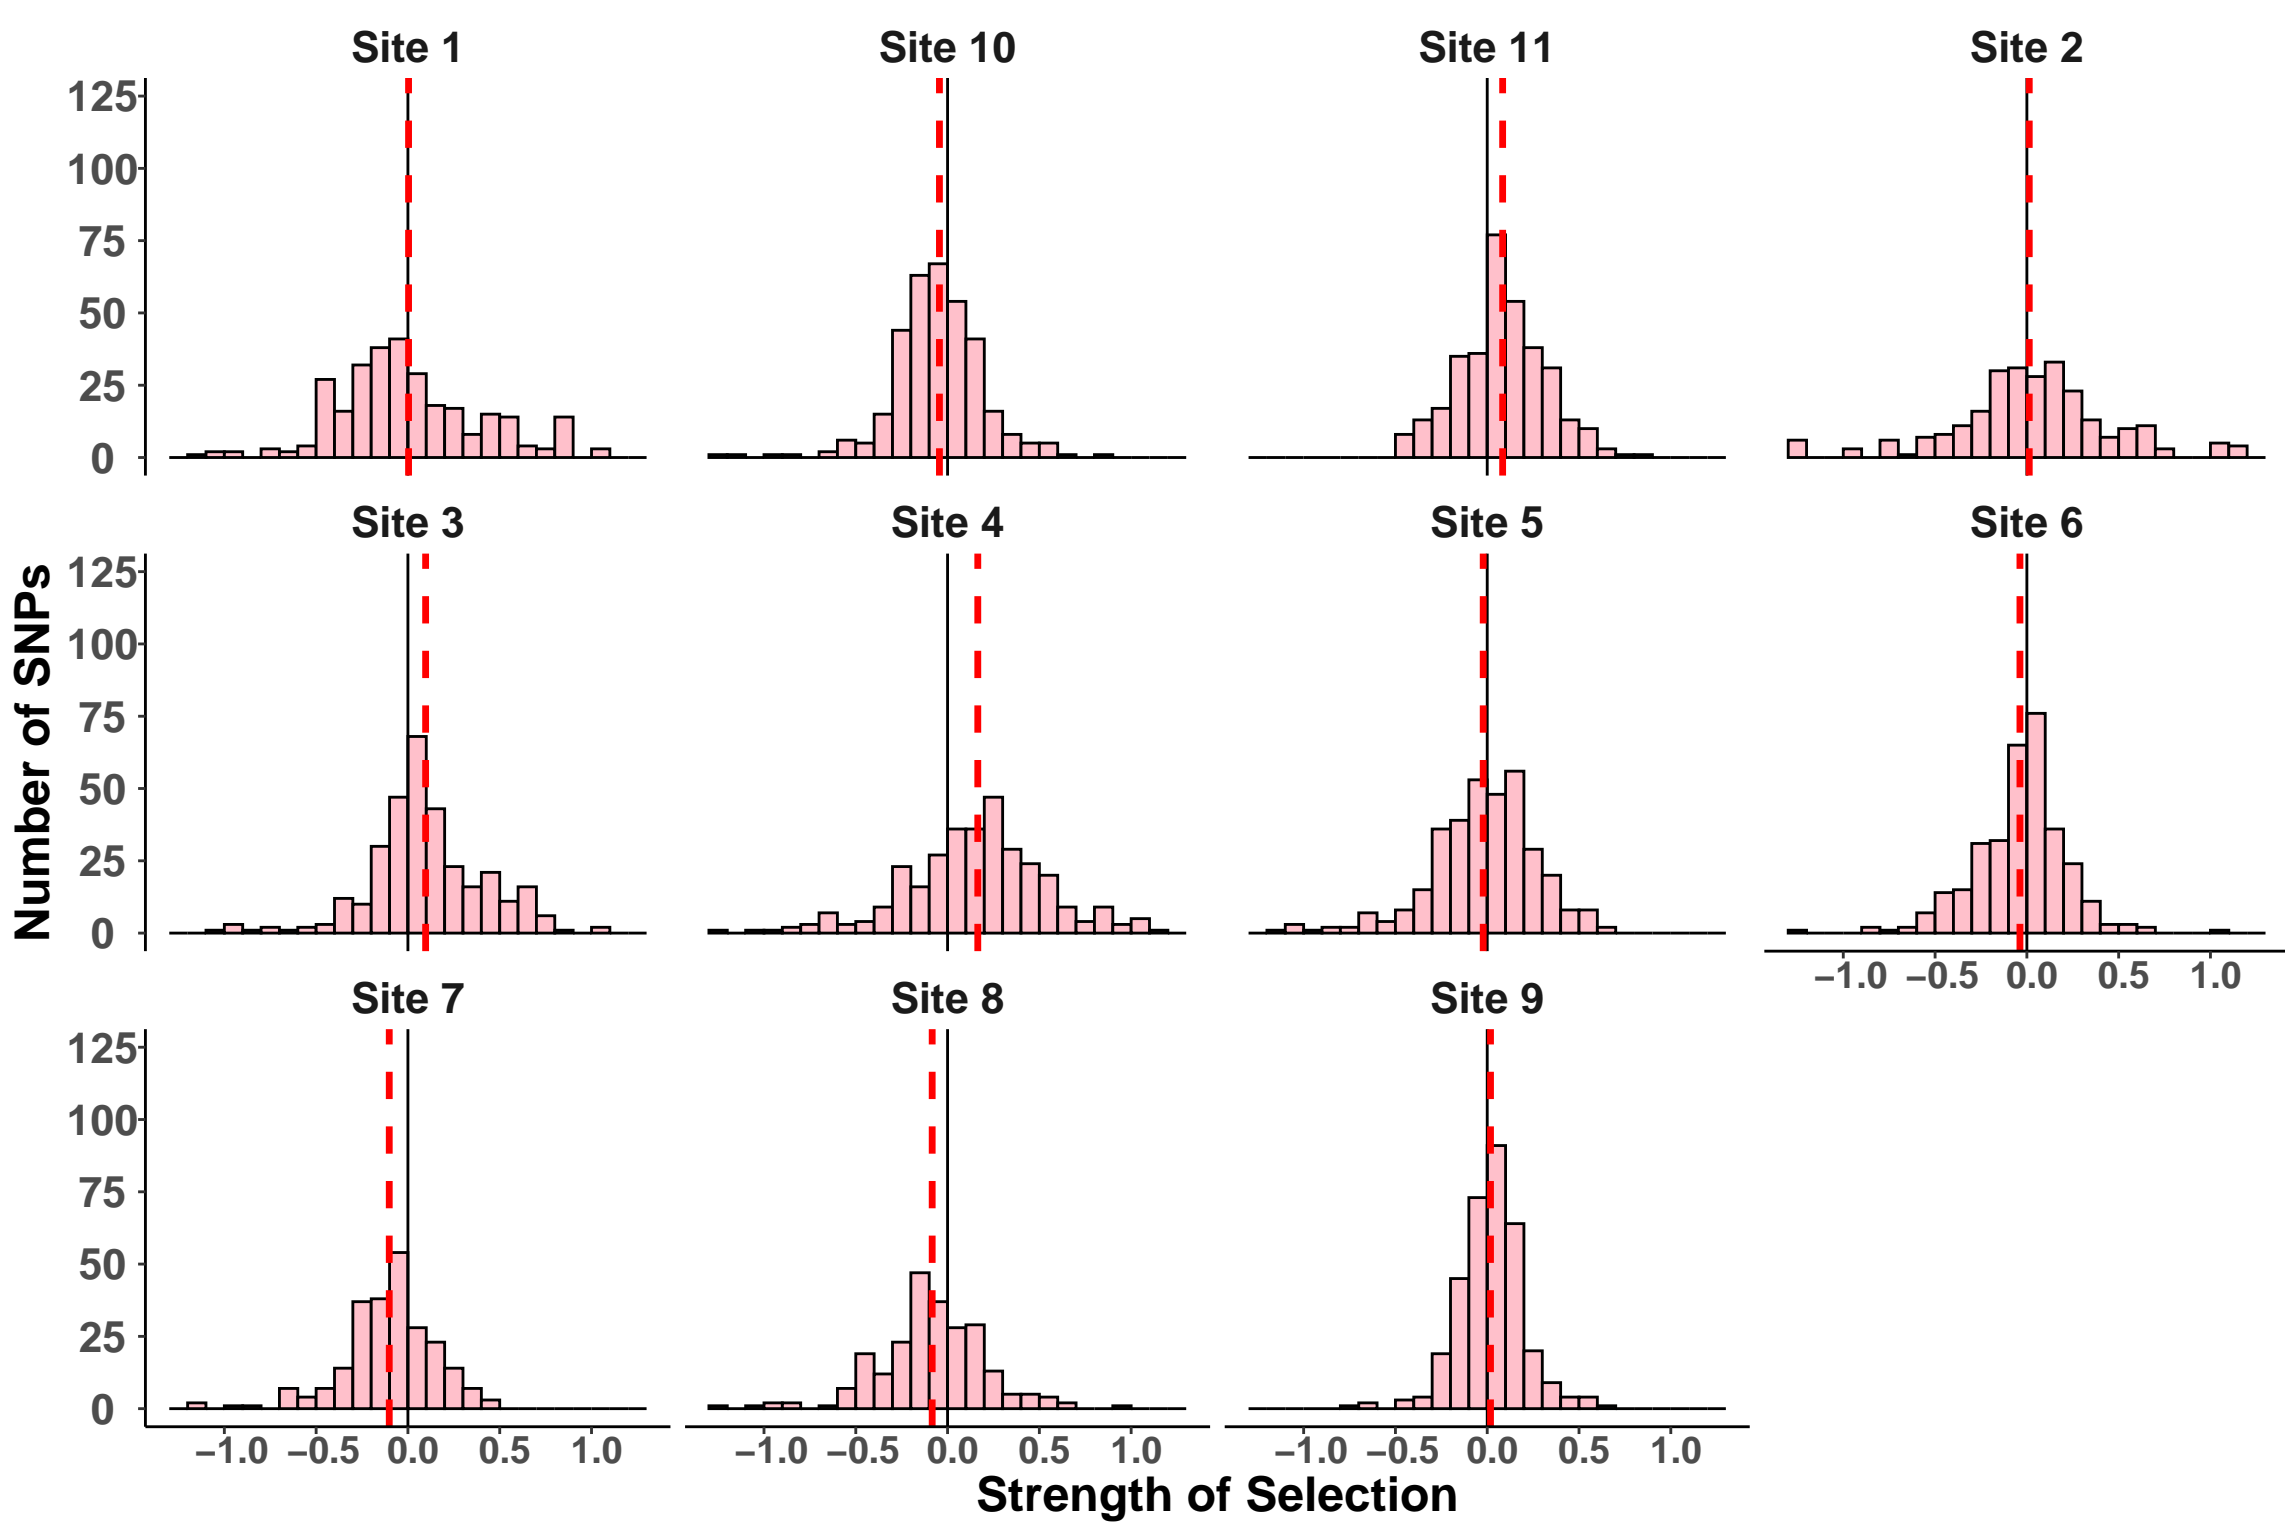 Site 1 Site 10 Site 11 Site 2
125
100
75
50
25
0
Site 3 Site 4 Site 5 Site 6
Number of SNPs
125
100
75
50
25
0
−1.0 −0.5 0.0 0.5 1.0
Site 7 Site 8 Site 9
125
100
75
50
25
0
−1.0 −0.5 0.0 0.5 1.0 −1.0 −0.5 0.0 0.5 1.0 −1.0 −0.5 0.0 0.5 1.0
Strength of Selection